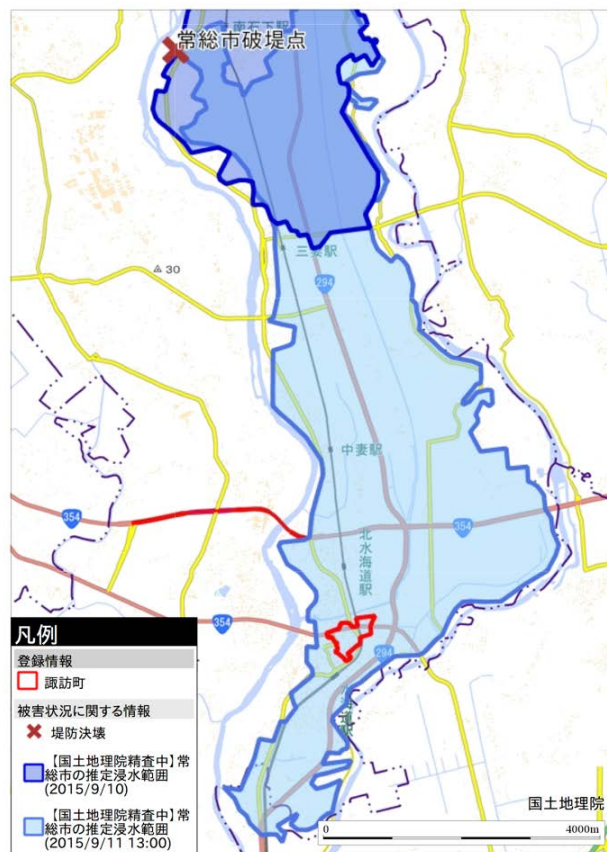 南石下駅
常総市破堤点
三妻駅
30
294
中妻駅
354
354
北水海道駅
354
294
凡例
登録情報
諏訪町
被害状況に関する情報
堤防決壊
【国土地理院精査中】常
総市の推定浸水範囲
(2015/9/10)
【国土地理院精査中】常
総市の推定浸水範囲
(2015/9/11 13:00)
国土地理院
0
4000m